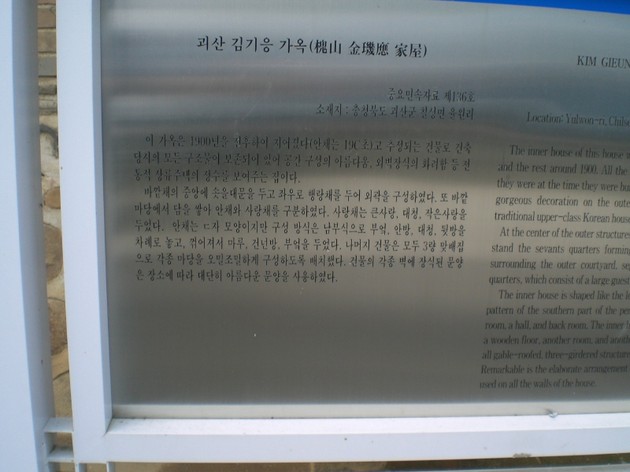 괴산 김기응 가옥(槐山 金璣應 家屋)
중요민속자료 제136호
소재지 : 충청북도 괴산군 칠성면 율원리
이 가옥은 1900년을 전후하여 지어졌다(안채는 19C초)고 추정되는 건물로 건축
당시의 모든 구조물이 보존되어 있어 공간 구성의 아름다움, 외벽장식의 화려함 등 전
통적 상류주택의 정수를 보여주는 집이다.
바깥채의 중앙에 솟을대문을 두고 좌우로 행랑채를 두어 외곽을 구성하였다. 또 바깥
마당에서 담을 쌓아 안채와 사랑채를 구분하였다. 사랑채는 큰사랑, 대청, 작은사랑을
두었다. 안채는 ㄷ자 모양이지만 구성 방식은 남부식으로 부엌, 안방, 대청, 윗방을
차례로 놓고, 꺾어져서 마루, 건넌방, 부엌을 두었다. 나머지 건물은 모두 3량 맞배집
으로 각종 마당을 오밀조밀하게 구성하도록 배치했다. 건물의 각종 벽에 장식된 문양
은 장소에 따라 대단히 아름다운 문양을 사용하였다.
KIM GIEUN
Location: Yulwon-ri, Chils
The inner house of this house w
and the rest around 1900. All the
they were at the time they were bu
gorgeous decoration on the oute
traditional upper-class Korean house
At the center of the outer structure
stand the sevants quarters forming
surrounding the outer courtyard, se
quarters, which consist of a large guest
The inner house is shaped like the l
pattern of the southern part of the per
room, a hall, and back room. The inner l
a wooden floor, another room, and anoth
all gable-roofed, three-girdered structure
Remarkable is the elaborate arrangement
used on all the walls of the house.